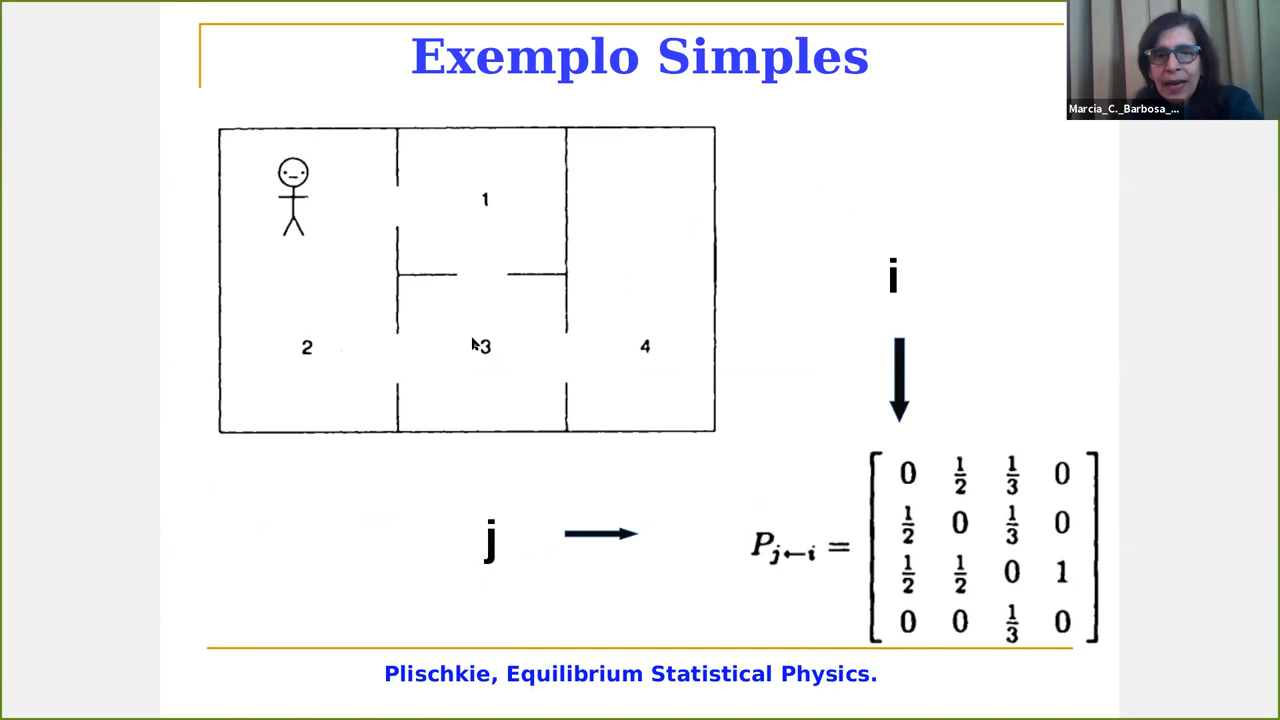 Exemplo Simples
Marcia_C._Barbosa_...
1
2
3
4
i
j
P_{j←i} =
0 1/2 1/3 0
1/2 0 1/3 0
1/2 1/2 0 1
0 0 1/3 0
Plischkie, Equilibrium Statistical Physics.